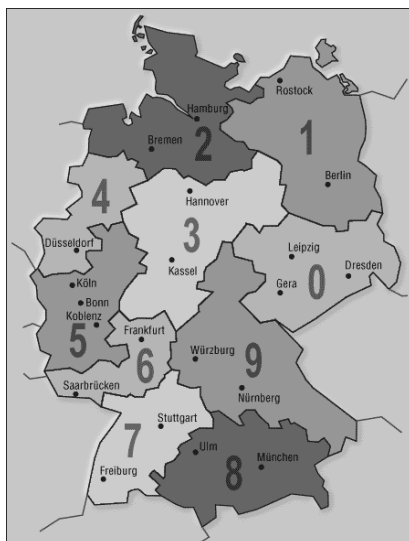 Rostock
Hamburg
Bremen
2
1
Berlin
4
Hannover
3
Düsseldorf
Leipzig
Kassel
Dresden
Köln
0
Gera
Bonn
Koblenz
Frankfurt
5
6
Würzburg
9
Saarbrücken
Nürnberg
Stuttgart
7
Ulm
8
München
Freiburg